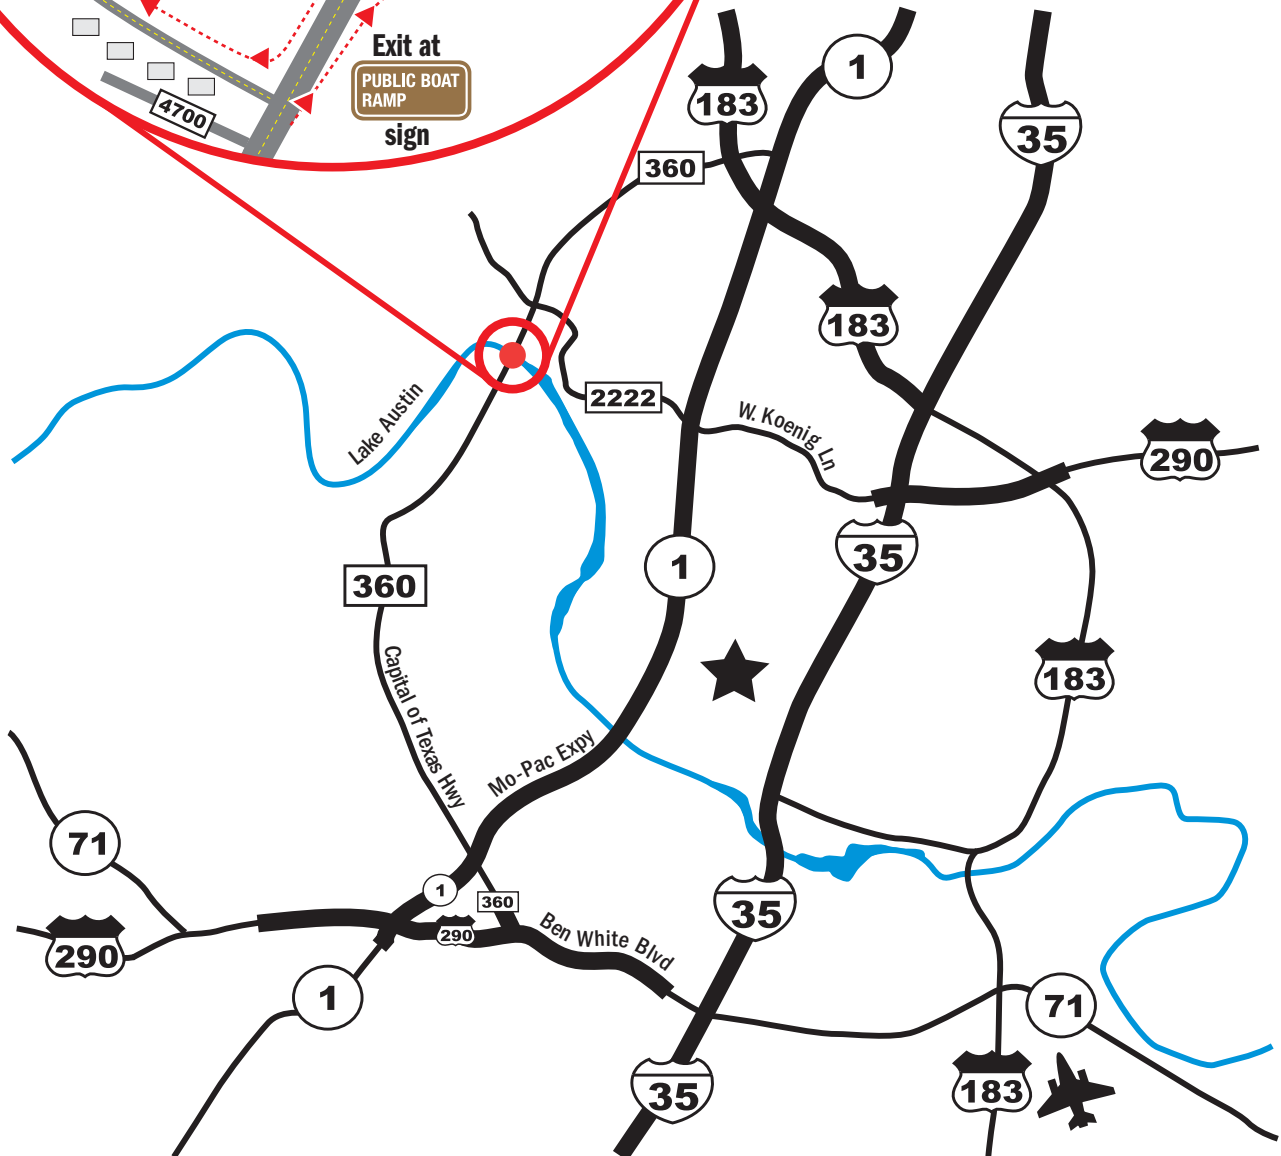 Exit at
PUBLIC BOAT
RAMP
sign
4700
1
183
35
360
183
2222
W. Koenig Ln
Lake Austin
290
35
1
360
183
Capital of Texas Hwy
Mo-Pac Expy
71
1
360
35
290
Ben White Blvd
290
1
71
35
183